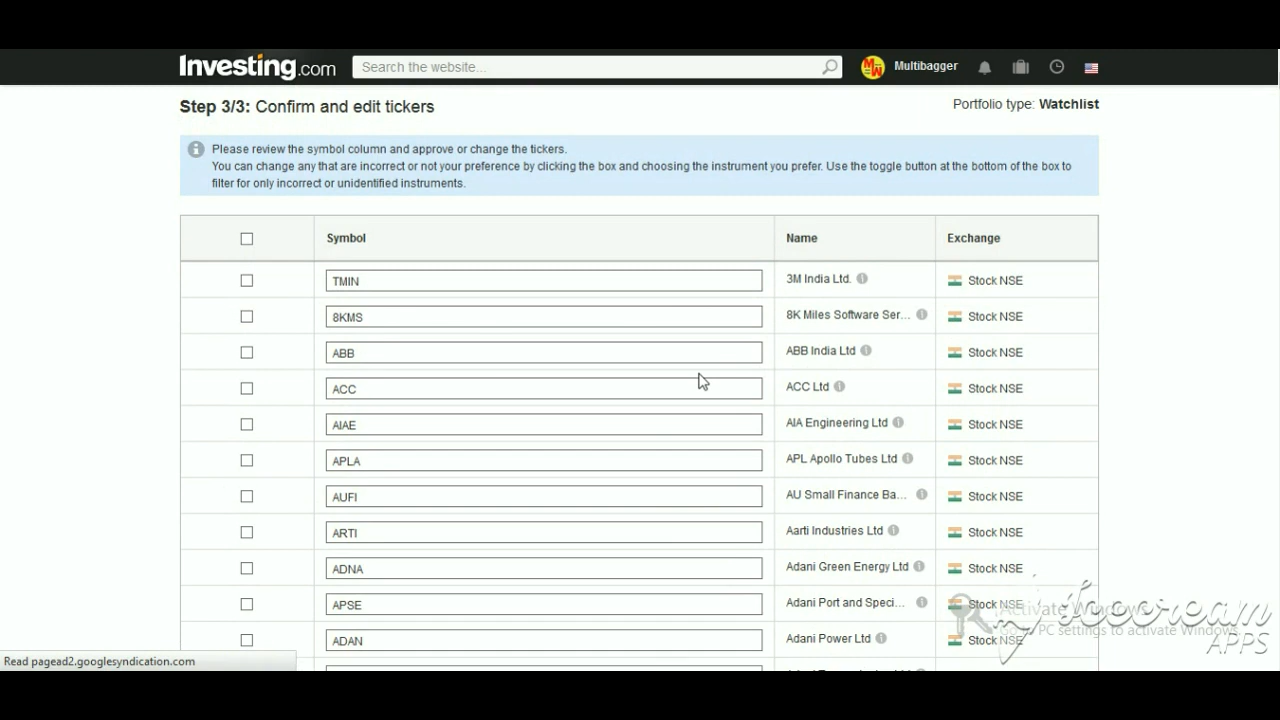 Investing.com
Search the website...
Multibagger
Step 3/3: Confirm and edit tickers
Portfolio type: Watchlist
Please review the symbol column and approve or change the tickers.
You can change any that are incorrect or not your preference by clicking the box and choosing the instrument you prefer. Use the toggle button at the bottom of the box to
filter for only incorrect or unidentified instruments.
Symbol Name Exchange
TMIN 3M India Ltd. Stock NSE
8KMS 8K Miles Software Ser... Stock NSE
ABB ABB India Ltd Stock NSE
ACC ACC Ltd Stock NSE
AIAE AIA Engineering Ltd Stock NSE
APLA APL Apollo Tubes Ltd Stock NSE
AUFI AU Small Finance Ba... Stock NSE
ARTI Aarti Industries Ltd Stock NSE
ADNA Adani Green Energy Ltd Stock NSE
APSE Adani Port and Speci... Stock NSE
ADAN Adani Power Ltd Stock NSE
Activate Windows
PC settings to activate Windows.
Icecream
APPS
Read pagead2.googlesyndication.com